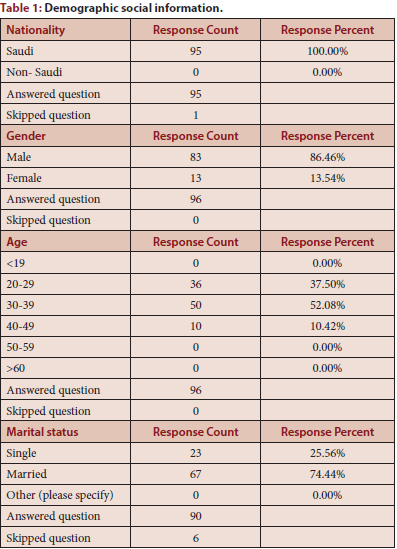 Table 1: Demographic social information.
Nationality Response Count Response Percent
Saudi 95 100.00%
Non- Saudi 0 0.00%
Answered question 95
Skipped question 1
Gender Response Count Response Percent
Male 83 86.46%
Female 13 13.54%
Answered question 96
Skipped question 0
Age Response Count Response Percent
<19 0 0.00%
20-29 36 37.50%
30-39 50 52.08%
40-49 10 10.42%
50-59 0 0.00%
>60 0 0.00%
Answered question 96
Skipped question 0
Marital status Response Count Response Percent
Single 23 25.56%
Married 67 74.44%
Other (please specify) 0 0.00%
Answered question 90
Skipped question 6